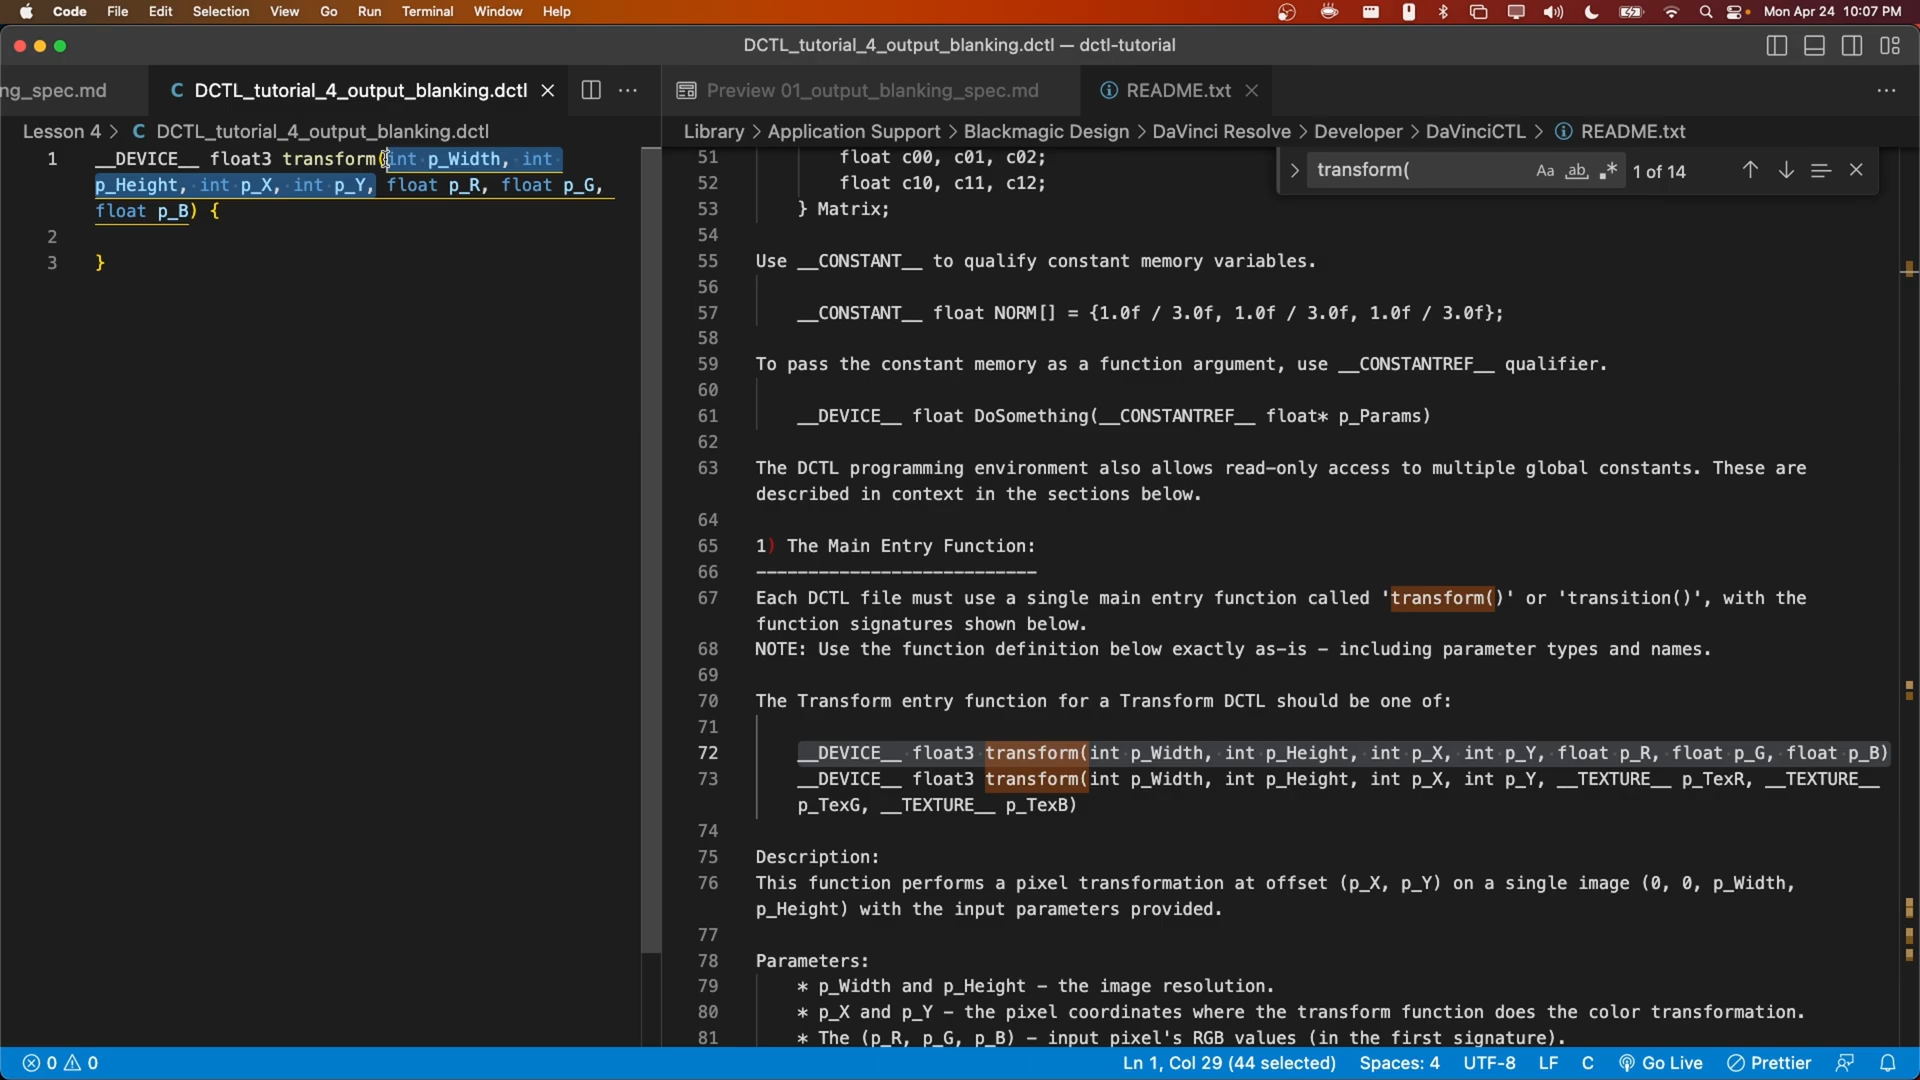 Code File Edit Selection View Go Run Terminal Window Help Mon Apr 24 10:07 PM
DCTL_tutorial_4_output_blanking.dctl — dctl-tutorial
ng_spec.md C DCTL_tutorial_4_output_blanking.dctl Preview 01_output_blanking_spec.md README.txt
Lesson 4 > C DCTL_tutorial_4_output_blanking.dctl
1 __DEVICE__ float3 transform(int p_Width, int
p_Height, int p_X, int p_Y, float p_R, float p_G,
float p_B) {
2
3 }
Library > Application Support > Blackmagic Design > DaVinci Resolve > Developer > DaVinciCTL > README.txt
transform( Aa ab .* 1 of 14
51 float c00, c01, c02;
52 float c10, c11, c12;
53 } Matrix;
54
55 Use __CONSTANT__ to qualify constant memory variables.
56
57 __CONSTANT__ float NORM[] = {1.0f / 3.0f, 1.0f / 3.0f, 1.0f / 3.0f};
58
59 To pass the constant memory as a function argument, use __CONSTANTREF__ qualifier.
60
61 __DEVICE__ float DoSomething(__CONSTANTREF__ float* p_Params)
62
63 The DCTL programming environment also allows read-only access to multiple global constants. These are
described in context in the sections below.
64
65 1) The Main Entry Function:
66 ---------------------------
67 Each DCTL file must use a single main entry function called 'transform()' or 'transition()', with the
function signatures shown below.
68 NOTE: Use the function definition below exactly as-is - including parameter types and names.
69
70 The Transform entry function for a Transform DCTL should be one of:
71
72 __DEVICE__ float3 transform(int p_Width, int p_Height, int p_X, int p_Y, float p_R, float p_G, float p_B)
73 __DEVICE__ float3 transform(int p_Width, int p_Height, int p_X, int p_Y, __TEXTURE__ p_TexR, __TEXTURE__
p_TexG, __TEXTURE__ p_TexB)
74
75 Description:
76 This function performs a pixel transformation at offset (p_X, p_Y) on a single image (0, 0, p_Width,
p_Height) with the input parameters provided.
77
78 Parameters:
79 * p_Width and p_Height - the image resolution.
80 * p_X and p_Y - the pixel coordinates where the transform function does the color transformation.
81 * The (p_R, p_G, p_B) - input pixel's RGB values (in the first signature).
0 0 Ln 1, Col 29 (44 selected) Spaces: 4 UTF-8 LF C Go Live Prettier